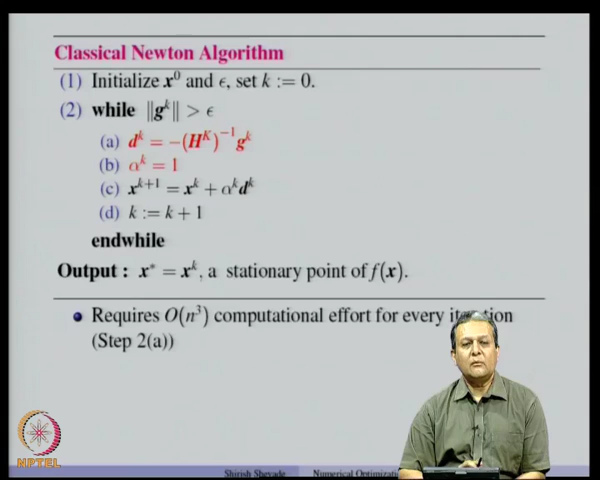 Classical Newton Algorithm
(1) Initialize x⁰ and ϵ, set k := 0.
(2) while ‖gᵏ‖ > ϵ
(a) dᵏ = −(Hᴷ)⁻¹gᵏ
(b) αᵏ = 1
(c) xᵏ⁺¹ = xᵏ + αᵏdᵏ
(d) k := k + 1
endwhile
Output : x* = xᵏ, a stationary point of f(x).
Requires O(n³) computational effort for every iteration
(Step 2(a))
NPTEL
Shirish Shevade Numerical